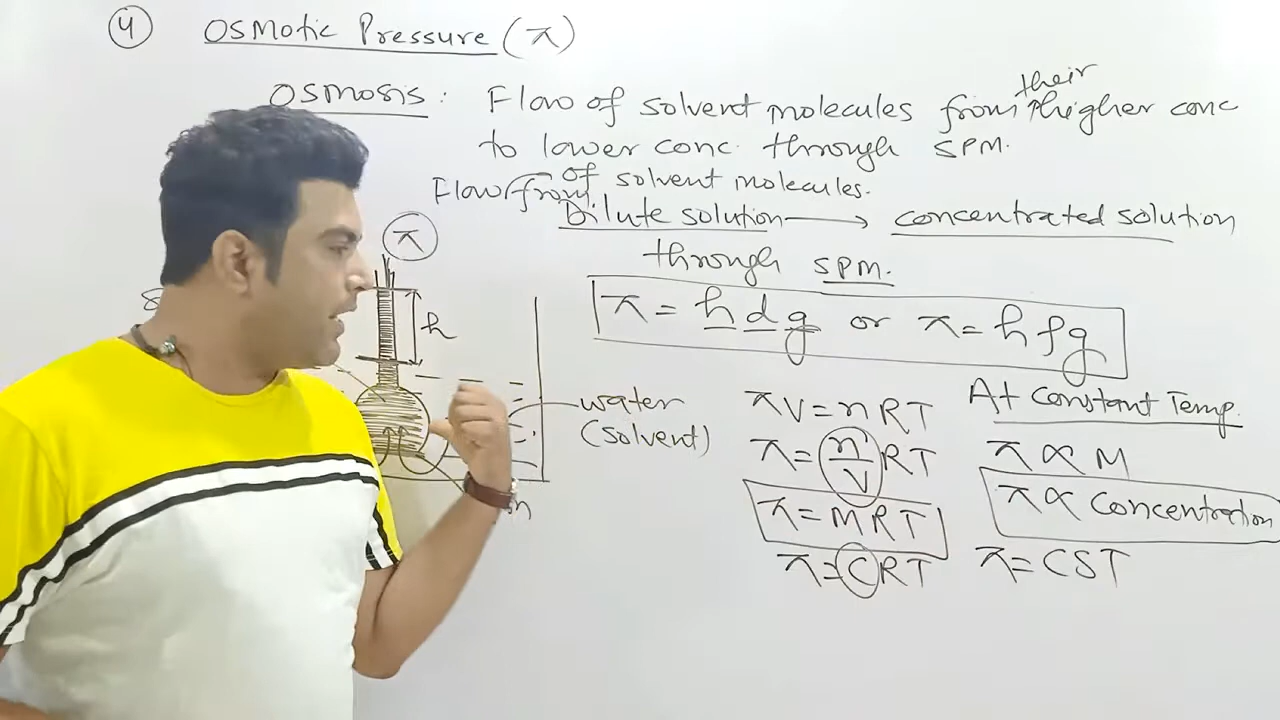 4 Osmotic Pressure (π)
Osmosis: Flow of solvent molecules from their higher conc
to lower conc. through SPM.
Flow from of solvent molecules.
Dilute solution → concentrated solution
through SPM.
π
h
π = h d g or π = h ρ g
water
(solvent)
πV = nRT
π = n/V RT
π = MRT
π = CRT
At Constant Temp.
π ∝ M
π ∝ Concentration
π = CST